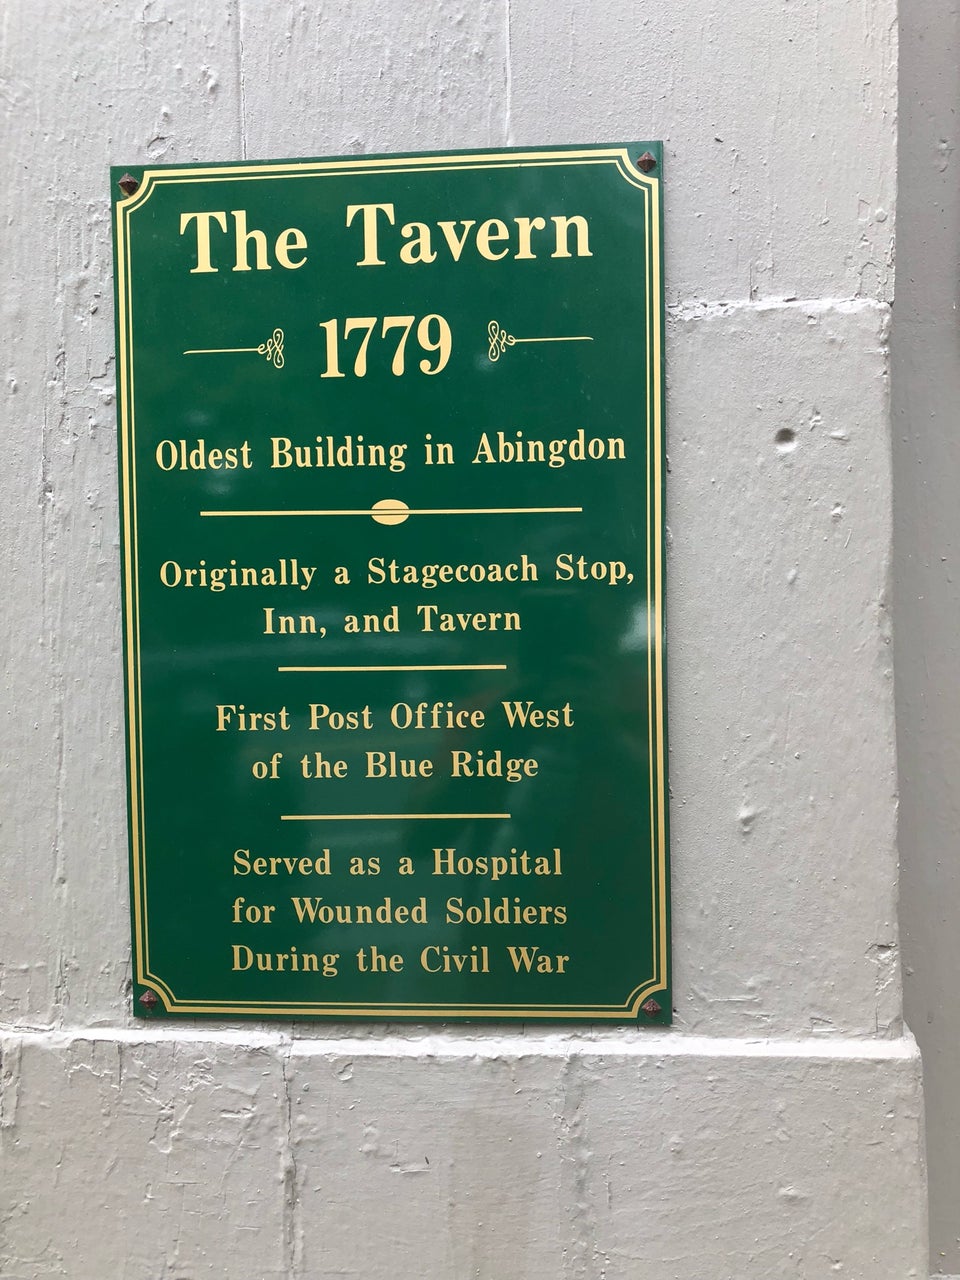 The Tavern
1779
Oldest Building in Abingdon
Originally a Stagecoach Stop,
Inn, and Tavern
First Post Office West
of the Blue Ridge
Served as a Hospital
for Wounded Soldiers
During the Civil War